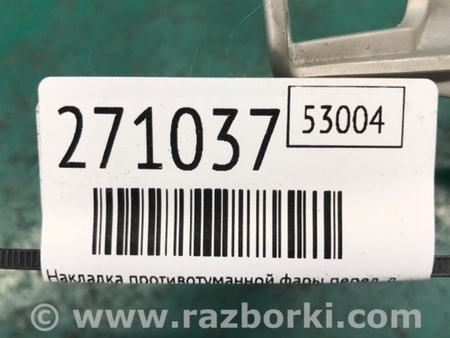 271037
53004
Накладка противотуманной фары перед. л
www.razborki.com